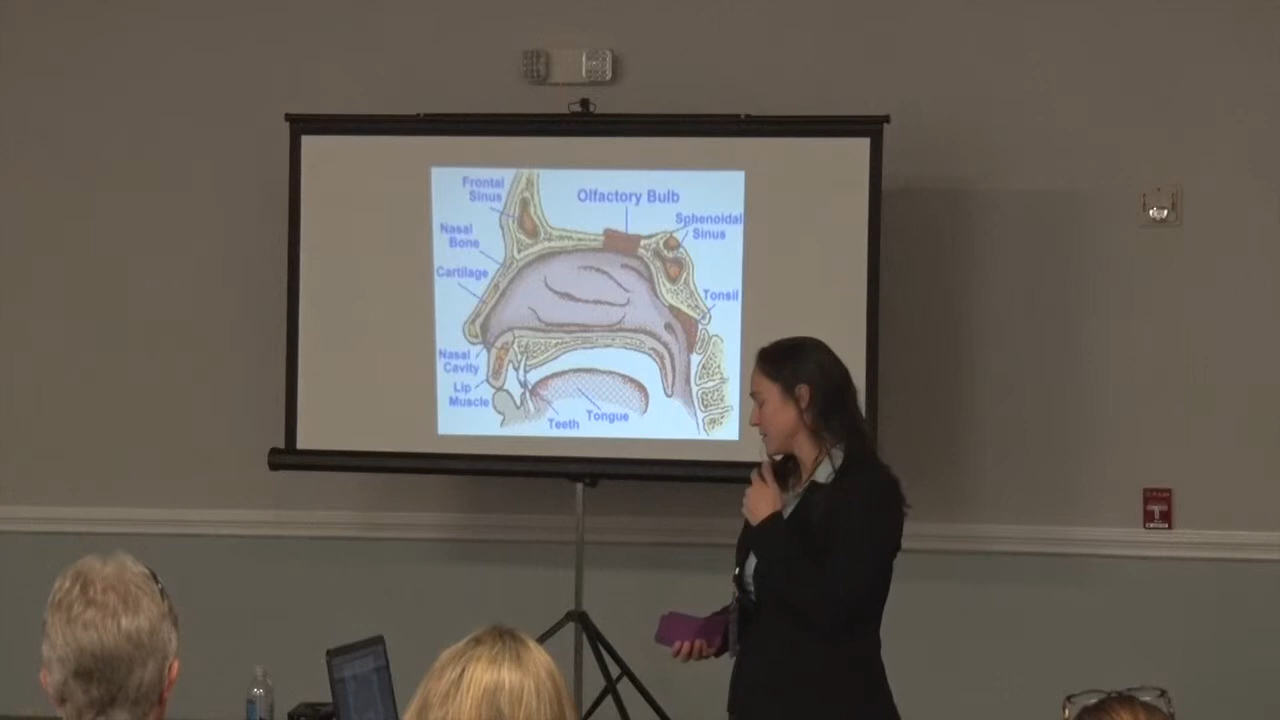 Frontal
Sinus
Olfactory Bulb
Sphenoidal
Sinus
Nasal
Bone
Cartilage
Tonsil
Nasal
Cavity
Lip
Muscle
Teeth
Tongue